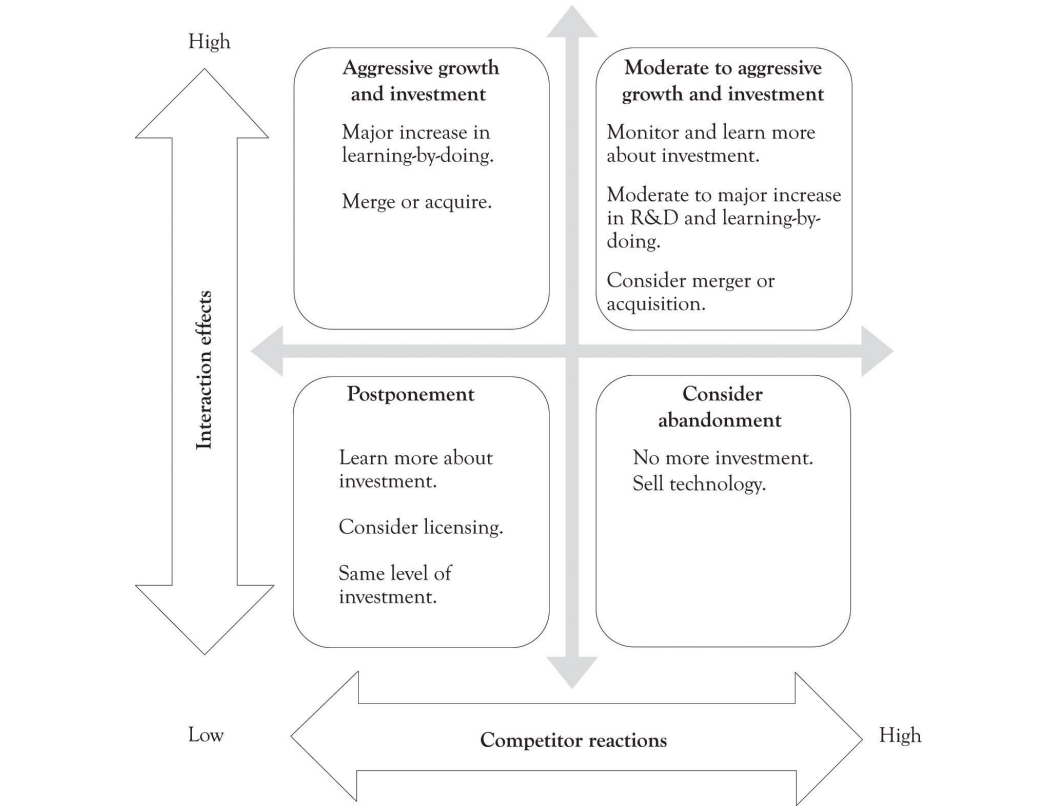 High
Aggressive growth
and investment
Major increase in
learning-by-doing.
Merge or acquire.
Moderate to aggressive
growth and investment
Monitor and learn more
about investment.
Moderate to major increase
in R&D and learning-by-
doing.
Consider merger or
acquisition.
Interaction effects
Postponement
Learn more about
investment.
Consider licensing.
Same level of
investment.
Consider
abandonment
No more investment.
Sell technology.
Low
Competitor reactions
High